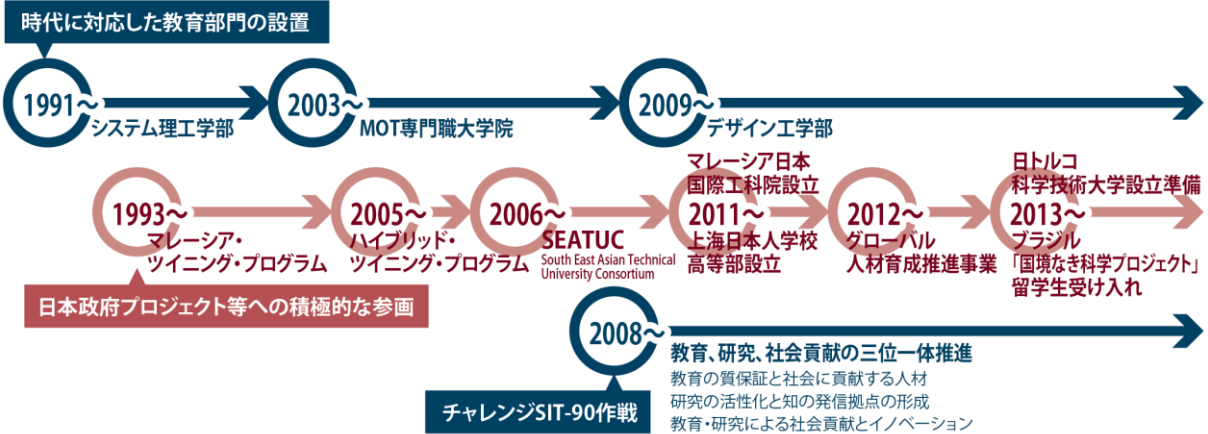 時代に対応した教育部門の設置
1991~
システム理工学部
2003~
MOT専門職大学院
2009~
デザイン工学部
1993~
マレーシア・
ツイニング・プログラム
2005~
ハイブリッド・
ツイニング・プログラム
2006~
SEATUC
South East Asian Technical
University Consortium
マレーシア日本
国際工科院設立
2011~
上海日本人学校
高等部設立
2012~
グローバル
人材育成推進事業
日トルコ
科学技術大学設立準備
2013~
ブラジル
「国境なき科学プロジェクト」
留学生受け入れ
日本政府プロジェクト等への積極的な参画
2008~
教育、研究、社会貢献の三位一体推進
教育の質保証と社会に貢献する人材
研究の活性化と知の発信拠点の形成
教育・研究による社会貢献とイノベーション
チャレンジSIT-90作戦